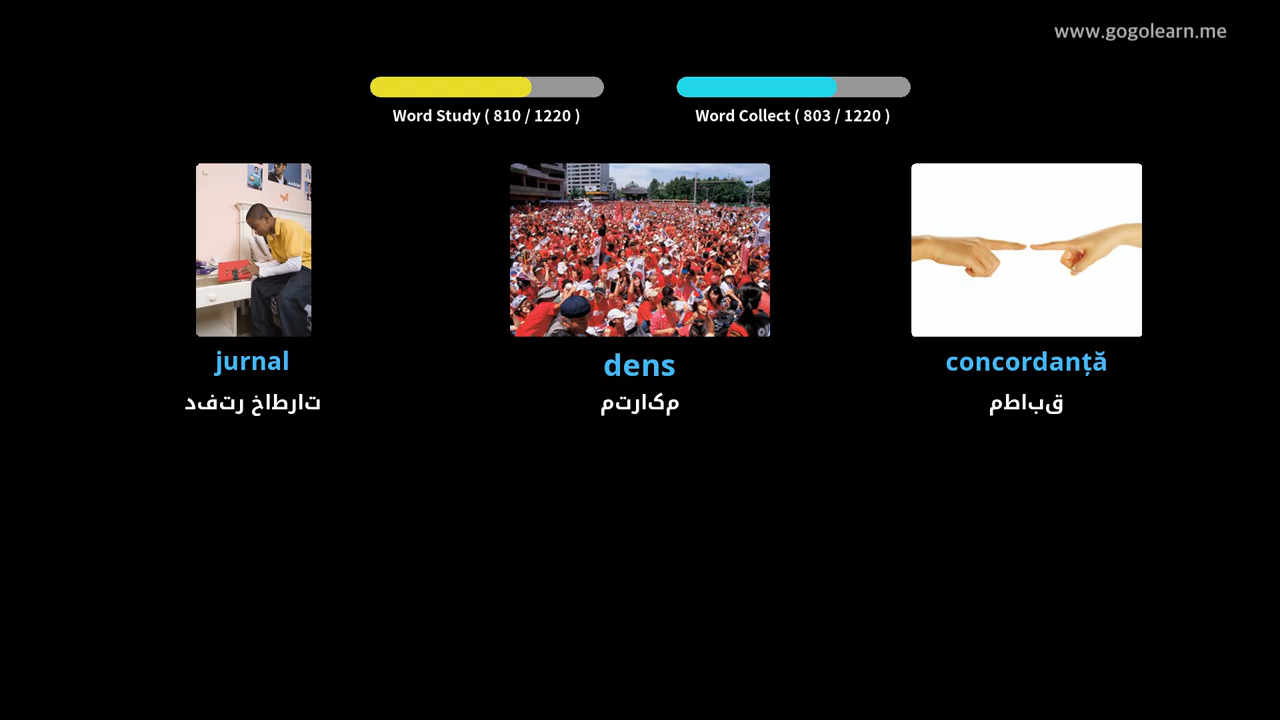 www.gogolearn.me
Word Study ( 810 / 1220 )
Word Collect ( 803 / 1220 )
jurnal
تارطاخ رتفد
dens
مکارتم
concordanță
قباطم